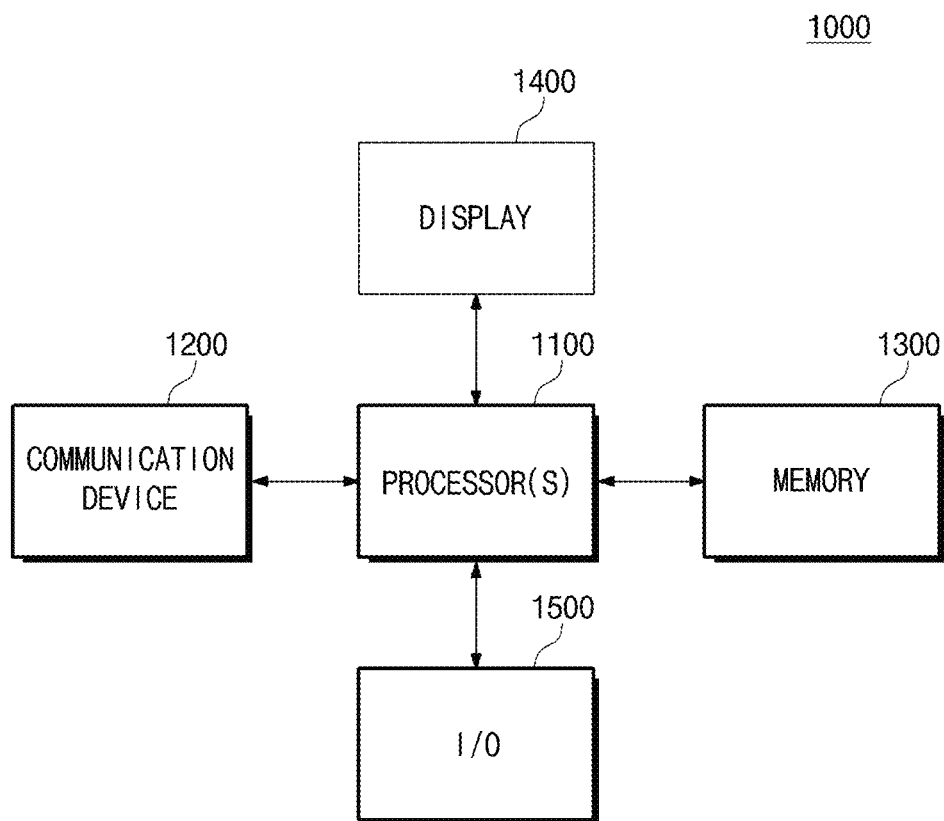 1000
1400
DISPLAY
1200
1100
1300
COMMUNICATION
DEVICE
PROCESSOR(S)
MEMORY
1500
I/O